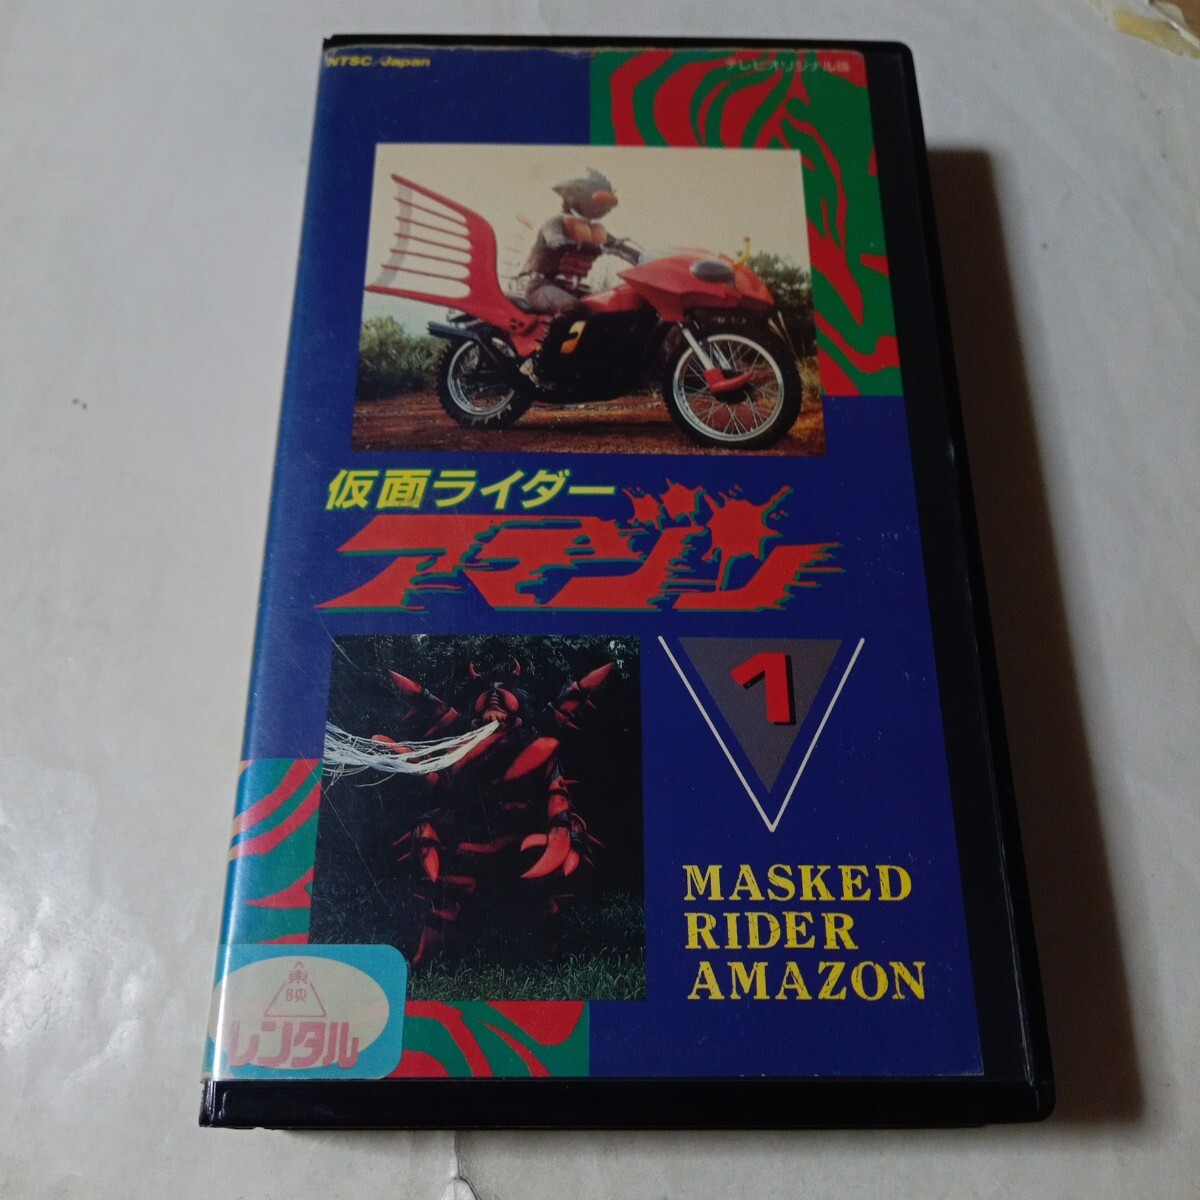 NTSC/Japan
テレビオリジナル版
仮面ライダー
アマゾン
1
MASKED
RIDER
AMAZON
東映
レンタル